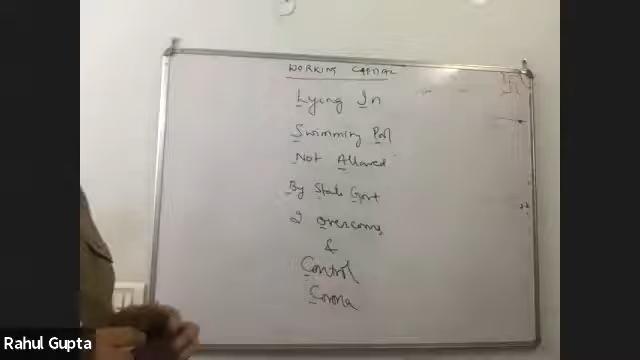 WORKING CAPITAL
Lying In
Swimming Pool
Not Allowed
By State Govt
2 overcome
&
Control
Corona
Rahul Gupta